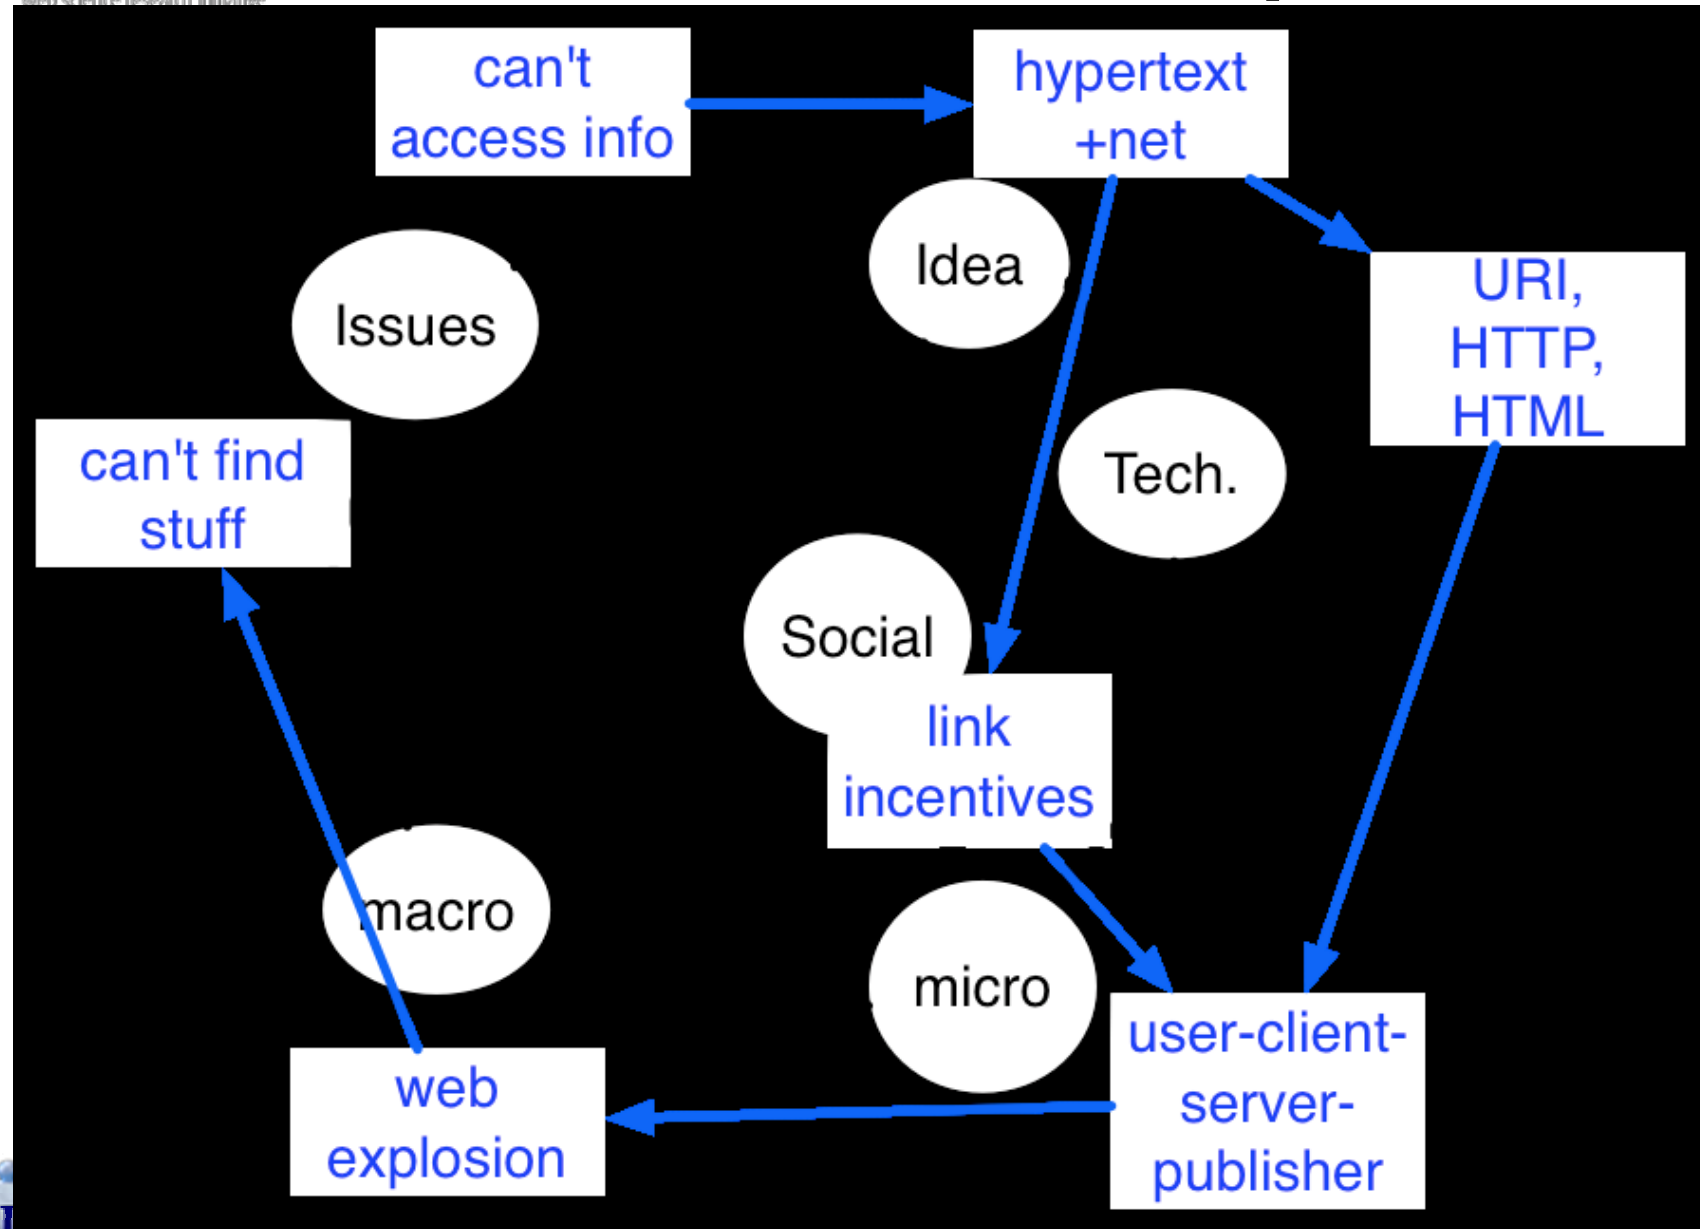 can't
access info
hypertext
+net
Idea
Issues
URI,
HTTP,
HTML
can't find
stuff
Tech.
Social
link
incentives
macro
micro
user-client-
server-
publisher
web
explosion